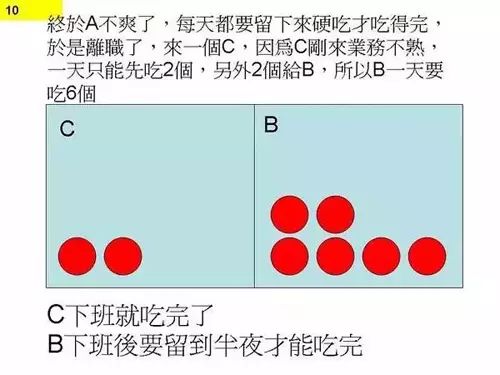 10
終於A不爽了，每天都要留下來硬吃才吃得完，
於是離職了，來一個C，因為C剛來業務不熟，
一天只能先吃2個，另外2個給B，所以B一天要
吃6個
C
B
C下班就吃完了
B下班後要留到半夜才能吃完